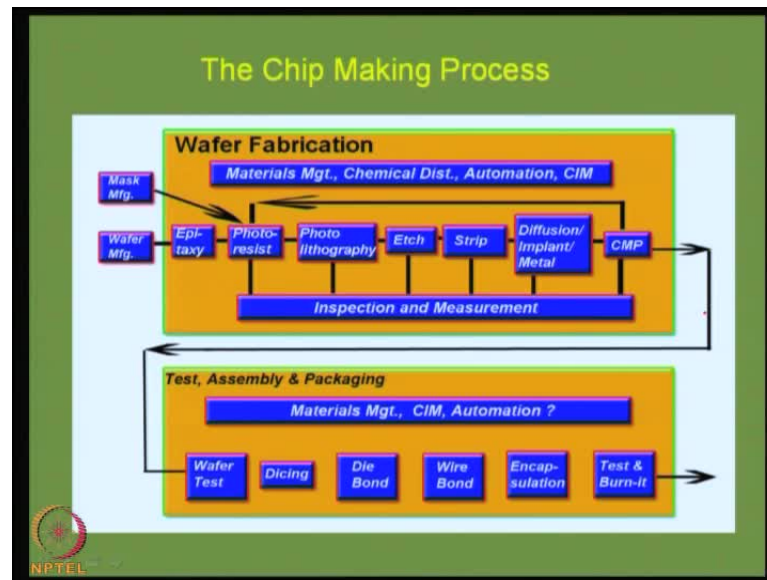 The Chip Making Process
Wafer Fabrication
Materials Mgt., Chemical Dist., Automation, CIM
Mask
Mfg.
Wafer
Mfg.
Epi-
taxy
Photo-
resist
Photo
lithography
Etch
Strip
Diffusion/
Implant/
Metal
CMP
Inspection and Measurement
Test, Assembly & Packaging
Materials Mgt., CIM, Automation ?
Wafer
Test
Dicing
Die
Bond
Wire
Bond
Encap-
sulation
Test &
Burn-it
NPTEL